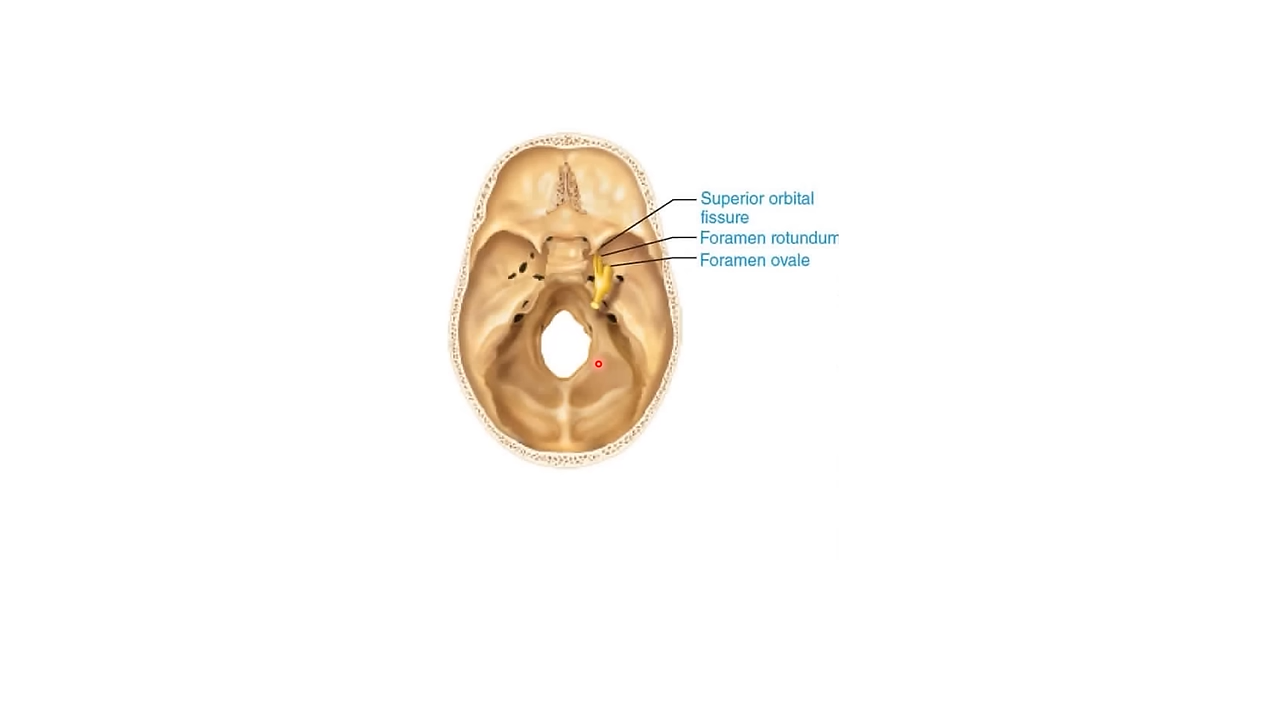 Superior orbital
fissure
Foramen rotundum
Foramen ovale